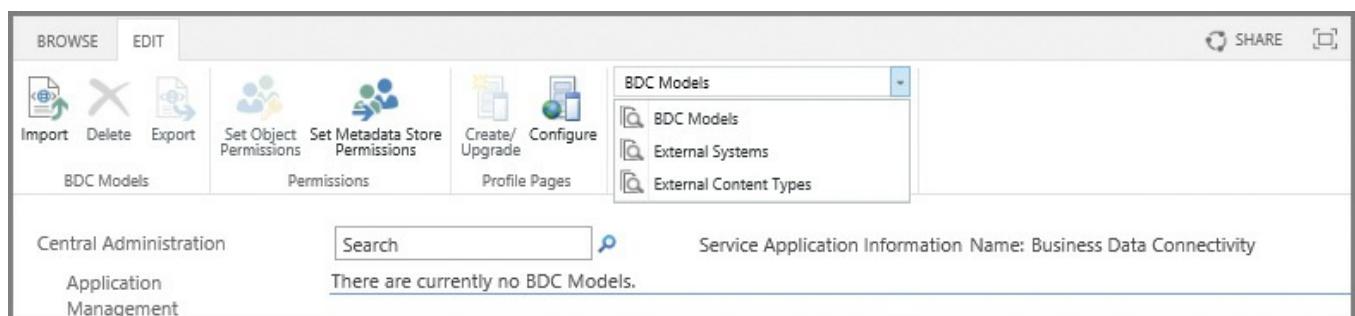 BROWSE EDIT SHARE
BDC Models
BDC Models
External Systems
External Content Types
Import Delete Export
Set Object Permissions
Set Metadata Store Permissions
Create/ Upgrade
Configure
BDC Models Permissions Profile Pages
Central Administration
Search
Service Application Information Name: Business Data Connectivity
Application
Management
There are currently no BDC Models.